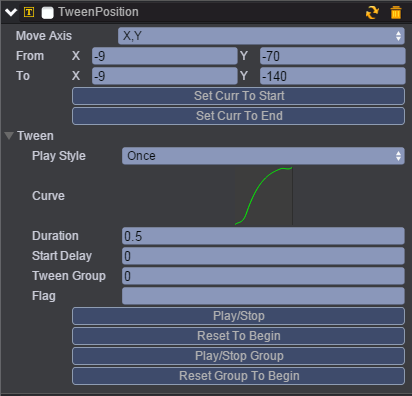 T TweenPosition
Move Axis X,Y
From X -9 Y -70
To X -9 Y -140
Set Curr To Start
Set Curr To End
Tween
Play Style Once
Curve
Duration 0.5
Start Delay 0
Tween Group 0
Flag
Play/Stop
Reset To Begin
Play/Stop Group
Reset Group To Begin